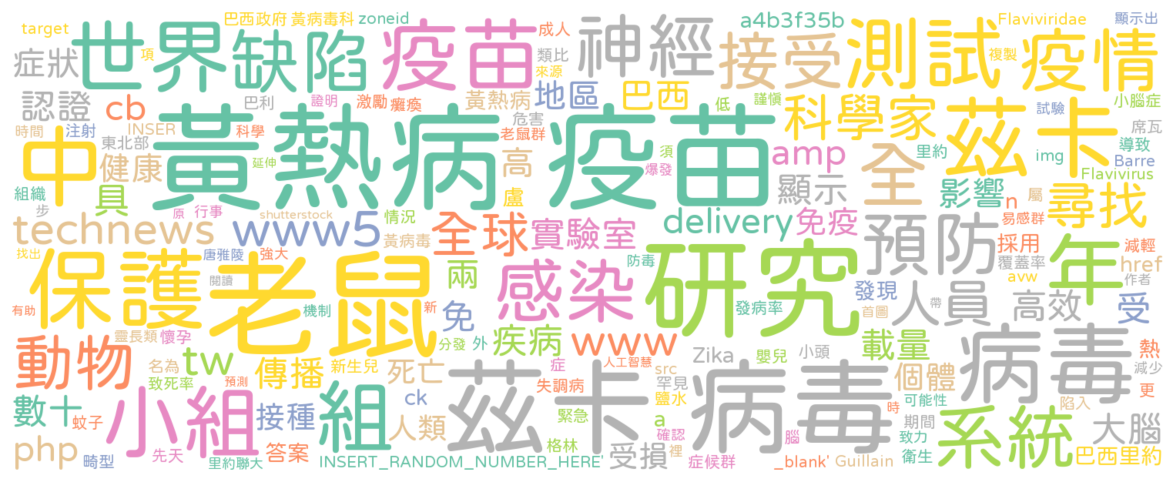 target
巴西政府 黃病毒科 zoneid
成人
a4b3f35b
Flaviviridae
顯示出
世界 缺陷 疫苗 神經 接受 測試 疫情
項
類比
來源
複製
症狀
認證 cb 巴利 證明 激勵 癱瘓 黃熱病 地區 巴西 低 謹慎 科學家 小腦症
危害
老鼠群
試驗
席瓦
時間 注射 INSER 科學
東北部
中 黃熱病 疫苗 茲卡
健康 延伸 高 須 爆發 amp 里約 img 導致 Barre
全
Flavivirus
組織 具 盧 顯示 影響 n 屬 尋找
步 原 行事 shutterstock 情況 delivery 免疫 易感群
technews www5 黃病毒 全球 實驗室 預防 採用 減輕
找出 唐雅陵 強大 防毒 覆蓋率 href
閱讀 兩 avw 作者 年
保護 老鼠 感染 研究 發現
有助 機制 新 免 發病率 首圖 人員 帶 高效 受
靈長類 懷孕 分發 外 疾病 www
動物 tw 名為 新生兒 症 人工智慧 Zika 嬰兒 小頭 載量 病毒 熱
致死率 預測 傳播 死亡 失調病 src 罕見 個體 減少
數十 蚊子 小組 接種 組 ck 茲卡 病毒 鹽水 可能性 陷入 更
人類 緊急 a 時 期間 系統 大腦
php 畸型 先天 答案 格林 確認 裡 腦 致力
里約聯大 INSERT_RANDOM_NUMBER_HERE' 受損 症候群 _blank' Guillain 衛生 巴西里約